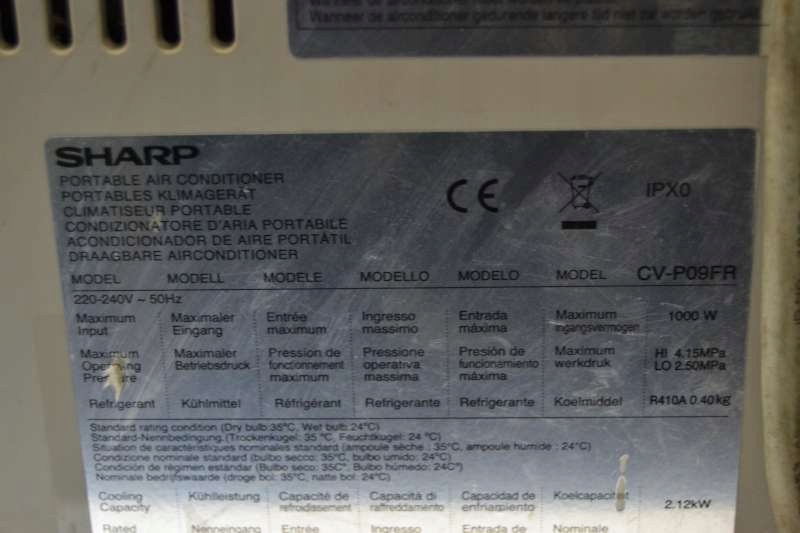 Wanneer de airconditioner gedurende langere tijd niet zal worden gebruikt
SHARP
PORTABLE AIR CONDITIONER
PORTABLES KLIMAGERÄT
CLIMATISEUR PORTABLE
CONDIZIONATORE D'ARIA PORTABILE
ACONDICIONADOR DE AIRE PORTÁTIL
DRAAGBARE AIRCONDITIONER
CE
IPX0
MODEL MODELL MODELE MODELLO MODELO MODEL CV-P09FR
220-240V ~ 50Hz
Maximum Maximaler Entrée Ingresso Entrada Maximum 1000 W
Input Eingang maximum massimo máxima ingangsvermogen
Maximum Maximaler Pression de Pressione Presión de Maximum HI 4.15MPa
Operating Betriebsdruck fonctionnement operativa funcionamiento werkdruk LO 2.50MPa
Pressure maximum massima máxima
Refrigerant Kühlmittel Réfrigérant Refrigerante Refrigerante Koelmiddel R410A 0.40kg
Standard rating condition (Dry bulb 35°C, Wet bulb 24°C)
Standard-Nennbedingung (Trockenkugel: 35 °C, Feuchtkugel: 24 °C)
Situation de caractéristiques nominales standard (ampoule sèche : 35°C, ampoule humide : 24°C)
Condizione nominale standard (bulbo secco: 35°C, bulbo umido: 24°C)
Condición de régimen estándar (Bulbo seco: 35C°, Bulbo húmedo: 24C°)
Nominale bedrijfswaarde (droge bol: 35°C, natte bol: 24°C)
Cooling Kühlleistung Capacité de Capacità di Capacidad de Koelcapaciteit 2.12kW
Capacity refroidissement raffreddamento enfriamiento
Rated Nenneingang Entrée Ingresso Entrada de Nominale